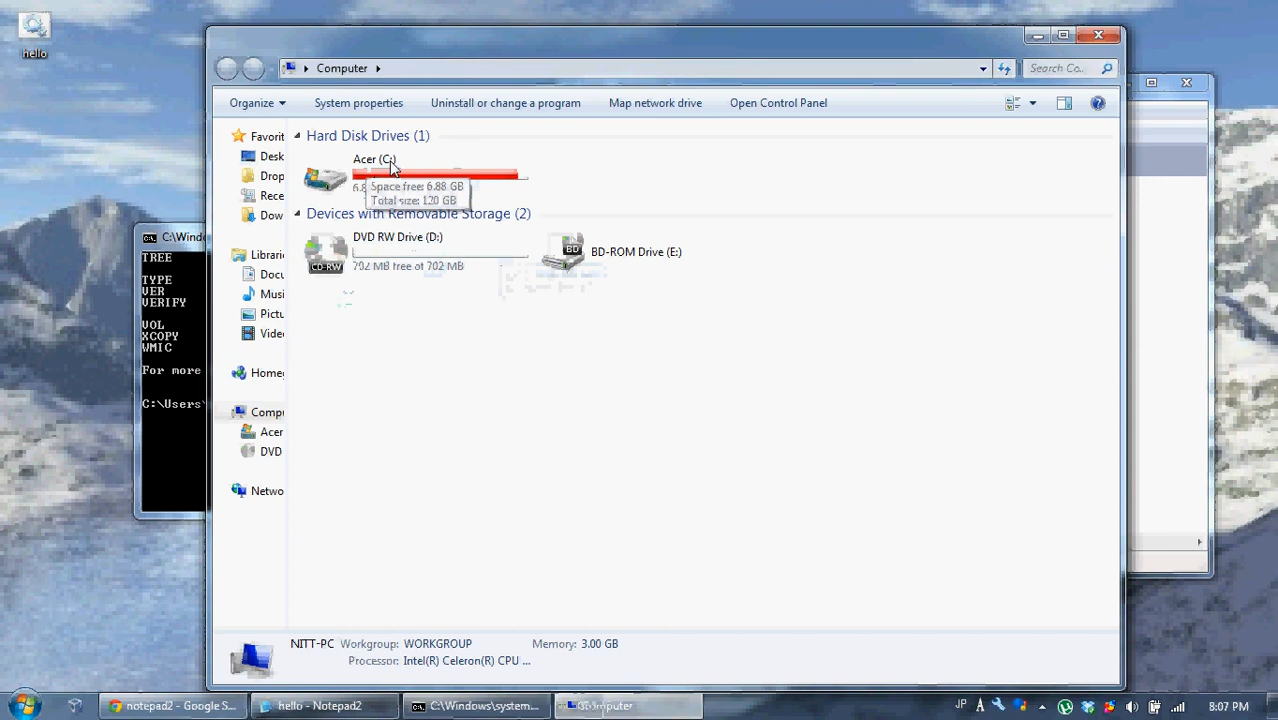 hello
Computer
Search Co...
Organize
System properties
Uninstall or change a program
Map network drive
Open Control Panel
Favorit
Desk
Drop
Rece
Dow
Librari
Docu
Musi
Pictu
Vide
Home
Compu
Acer
DVD
Netwo
Hard Disk Drives (1)
Acer (C:)
Space free: 6.88 GB
Total size: 120 GB
Devices with Removable Storage (2)
DVD RW Drive (D:)
CD-RW
702 MB free of 702 MB
BD
BD-ROM Drive (E:)
C:\Wind
TREE
TYPE
VER
VERIFY
VOL
XCOPY
WMIC
For more
C:\Users\
NITT-PC Workgroup: WORKGROUP Memory: 3.00 GB
Processor: Intel(R) Celeron(R) CPU ...
notepad2 - Google S...
hello - Notepad2
C:\Windows\system...
Computer
JP
A
8:07 PM